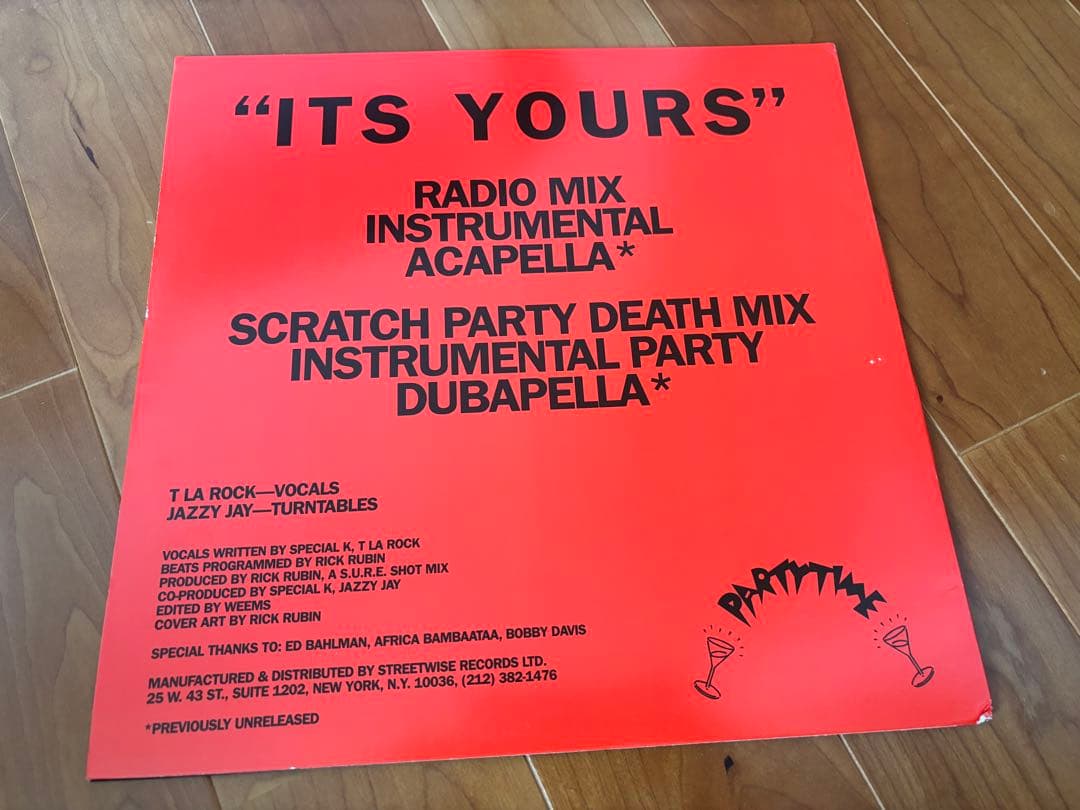 “ITS YOURS”
RADIO MIX
INSTRUMENTAL
ACAPELLA*
SCRATCH PARTY DEATH MIX
INSTRUMENTAL PARTY
DUBAPELLA*
T LA ROCK—VOCALS
JAZZY JAY—TURNTABLES
VOCALS WRITTEN BY SPECIAL K, T LA ROCK
BEATS PROGRAMMED BY RICK RUBIN
PRODUCED BY RICK RUBIN, A S.U.R.E. SHOT MIX
CO-PRODUCED BY SPECIAL K, JAZZY JAY
EDITED BY WEEMS
COVER ART BY RICK RUBIN
SPECIAL THANKS TO: ED BAHLMAN, AFRICA BAMBAATAA, BOBBY DAVIS
MANUFACTURED & DISTRIBUTED BY STREETWISE RECORDS LTD.
25 W. 43 ST., SUITE 1202, NEW YORK, N.Y. 10036, (212) 382-1476
*PREVIOUSLY UNRELEASED
PARTYTIME